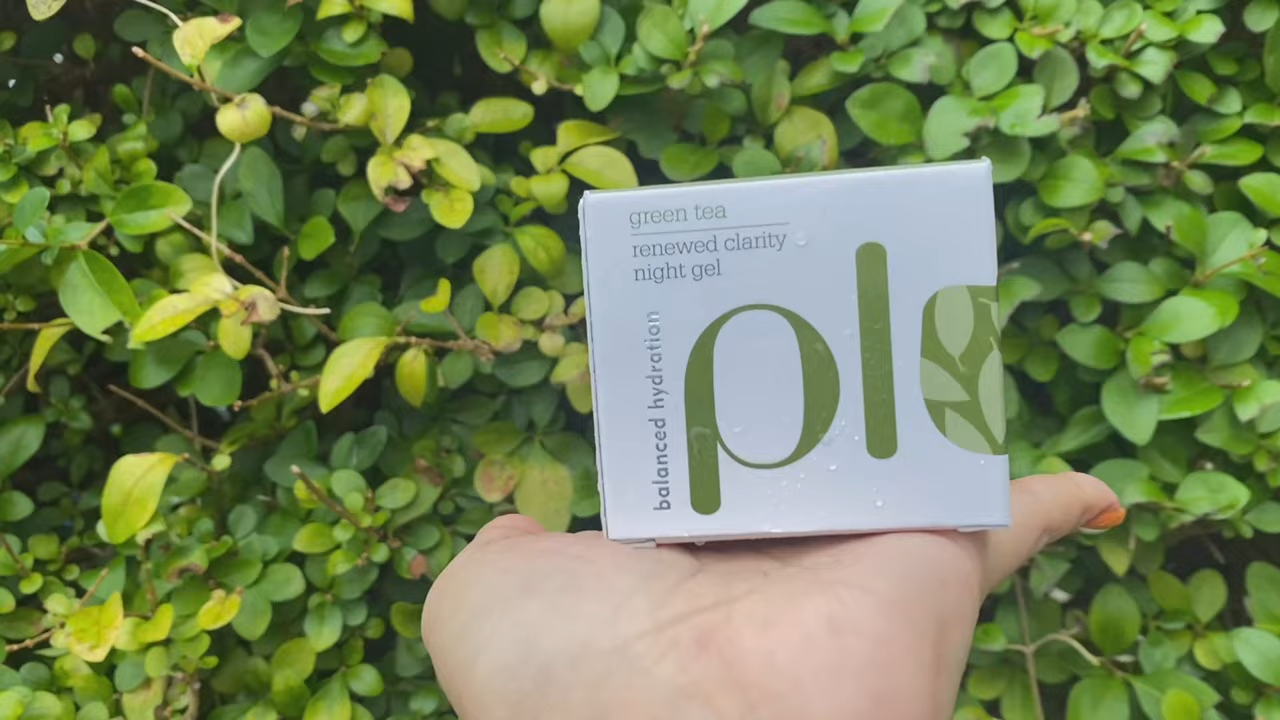 green tea
renewed clarity
night gel
balanced hydration
pl